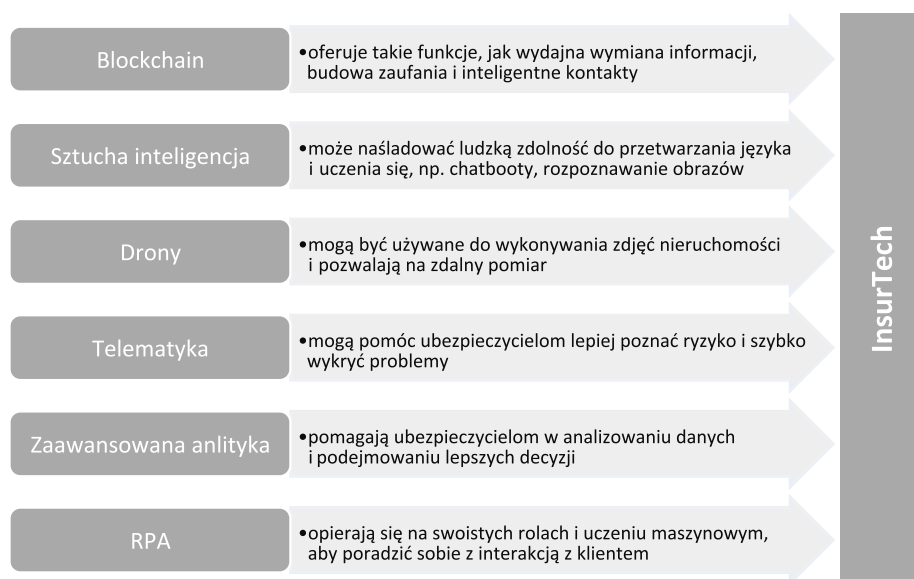 Blockchain
•oferuje takie funkcje, jak wydajna wymiana informacji,
budowa zaufania i inteligentne kontakty
Sztucha inteligencja
•może naśladować ludzką zdolność do przetwarzania języka
i uczenia się, np. chatbooty, rozpoznawanie obrazów
Drony
•mogą być używane do wykonywania zdjęć nieruchomości
i pozwalają na zdalny pomiar
Telematyka
•mogą pomóc ubezpieczycielom lepiej poznać ryzyko i szybko
wykryć problemy
Zaawansowana anlityka
•pomagają ubezpieczycielom w analizowaniu danych
i podejmowaniu lepszych decyzji
RPA
•opierają się na swoistych rolach i uczeniu maszynowym,
aby poradzić sobie z interakcją z klientem
InsurTech